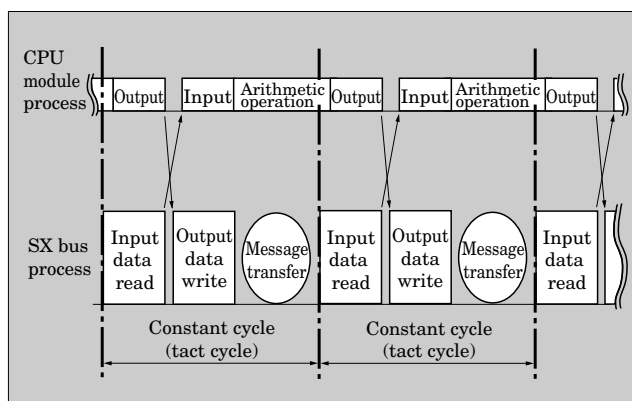 CPU
module
process
Output
Input
Arithmetic
operation
Output
Input
Arithmetic
operation
Output
SX bus
process
Input
data
read
Output
data
write
Message
transfer
Input
data
read
Output
data
write
Message
transfer
Input
data
read
Constant cycle
(tact cycle)
Constant cycle
(tact cycle)